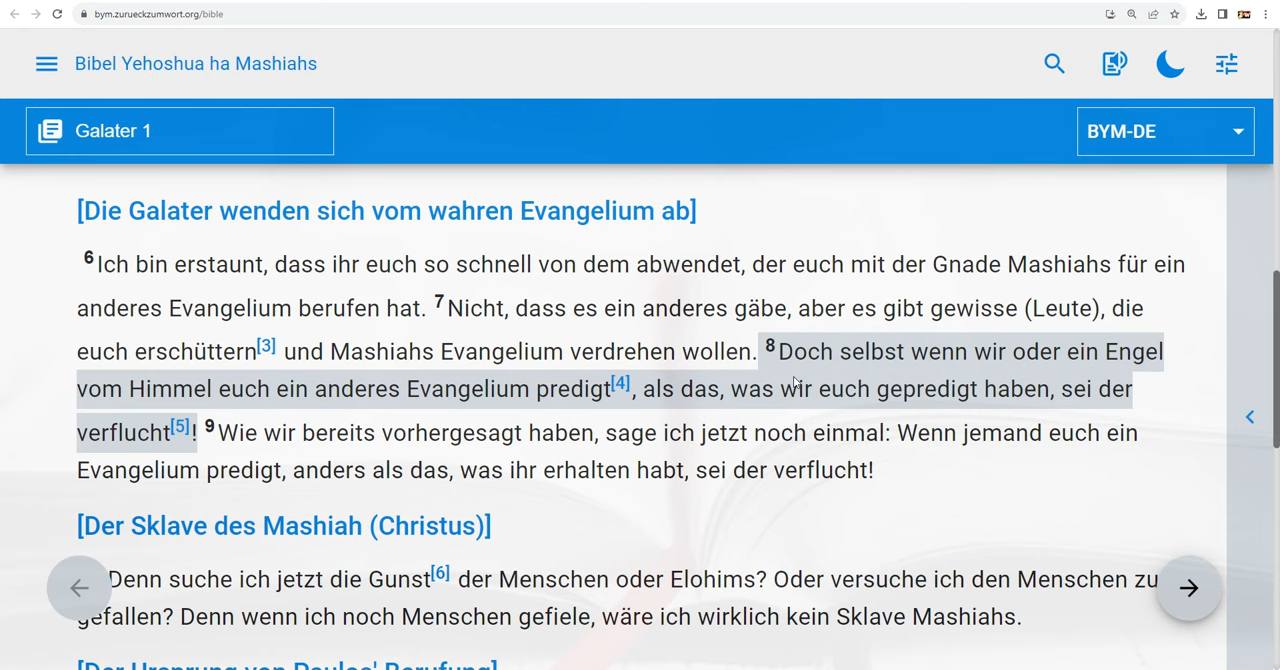 bym.zurueckzumwort.org/bible
Bibel Yehoshua ha Mashiahs
Galater 1
BYM-DE
[Die Galater wenden sich vom wahren Evangelium ab]
6 Ich bin erstaunt, dass ihr euch so schnell von dem abwendet, der euch mit der Gnade Mashiahs für ein
anderes Evangelium berufen hat. 7 Nicht, dass es ein anderes gäbe, aber es gibt gewisse (Leute), die
euch erschüttern[3] und Mashiahs Evangelium verdrehen wollen. 8 Doch selbst wenn wir oder ein Engel
vom Himmel euch ein anderes Evangelium predigt[4], als das, was wir euch gepredigt haben, sei der
verflucht[5]! 9 Wie wir bereits vorhergesagt haben, sage ich jetzt noch einmal: Wenn jemand euch ein
Evangelium predigt, anders als das, was ihr erhalten habt, sei der verflucht!
[Der Sklave des Mashiah (Christus)]
Denn suche ich jetzt die Gunst[6] der Menschen oder Elohims? Oder versuche ich den Menschen zu
gefallen? Denn wenn ich noch Menschen gefiele, wäre ich wirklich kein Sklave Mashiahs.
[Der Ursprung von Paulos' Berufung]